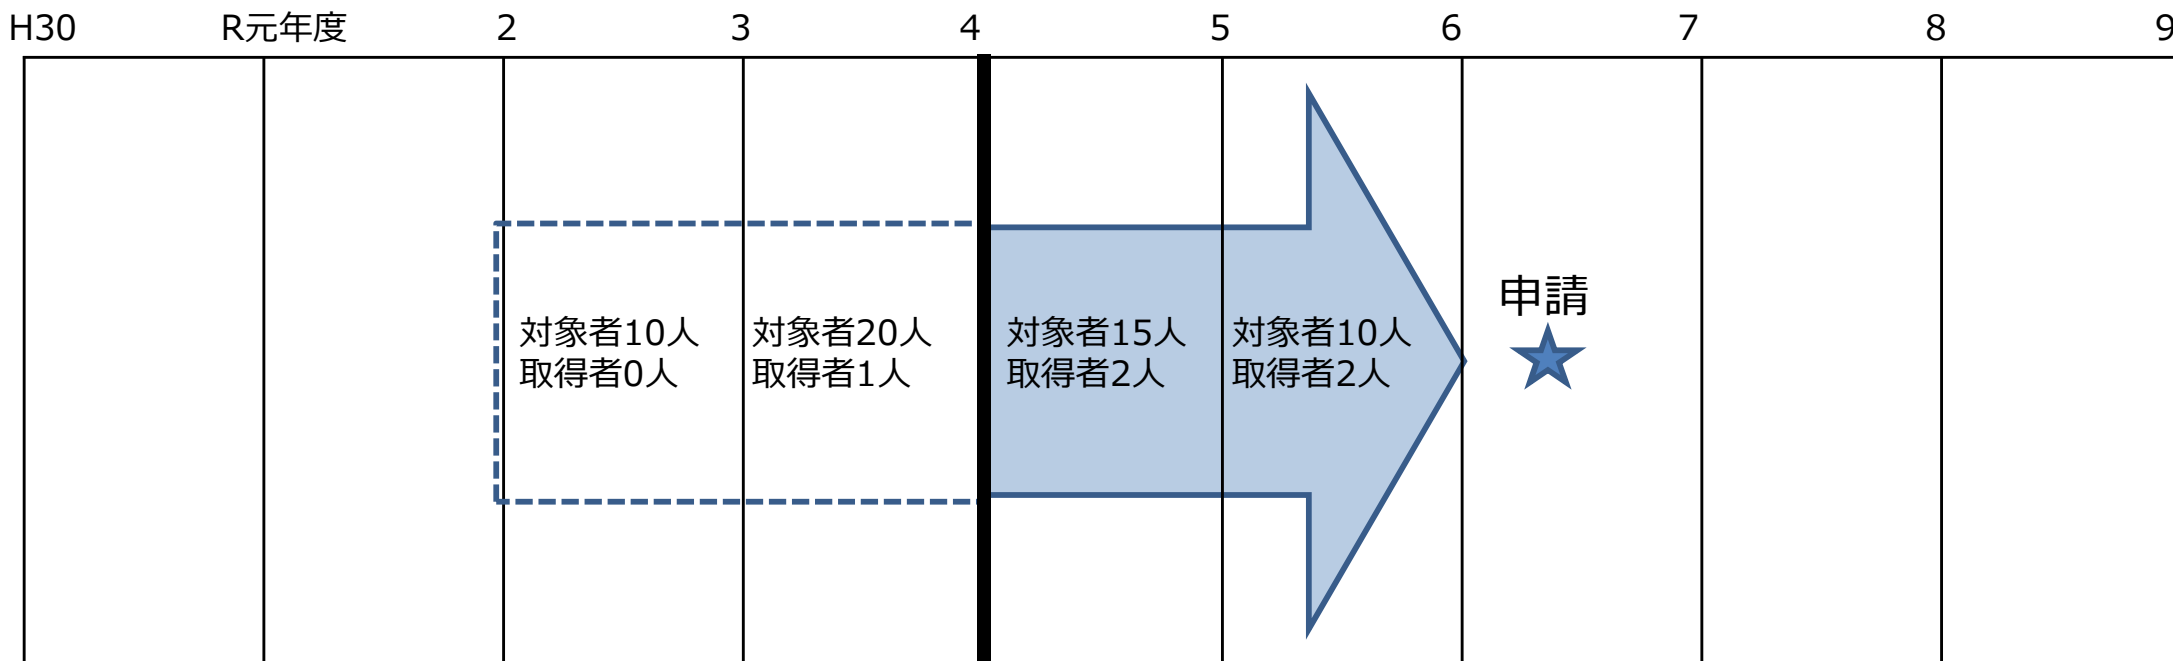 H30 R元年度 2 3 4 5 6 7 8 9
申請
対象者10人 対象者20人 対象者15人 対象者10人
取得者0人 取得者1人 取得者2人 取得者2人